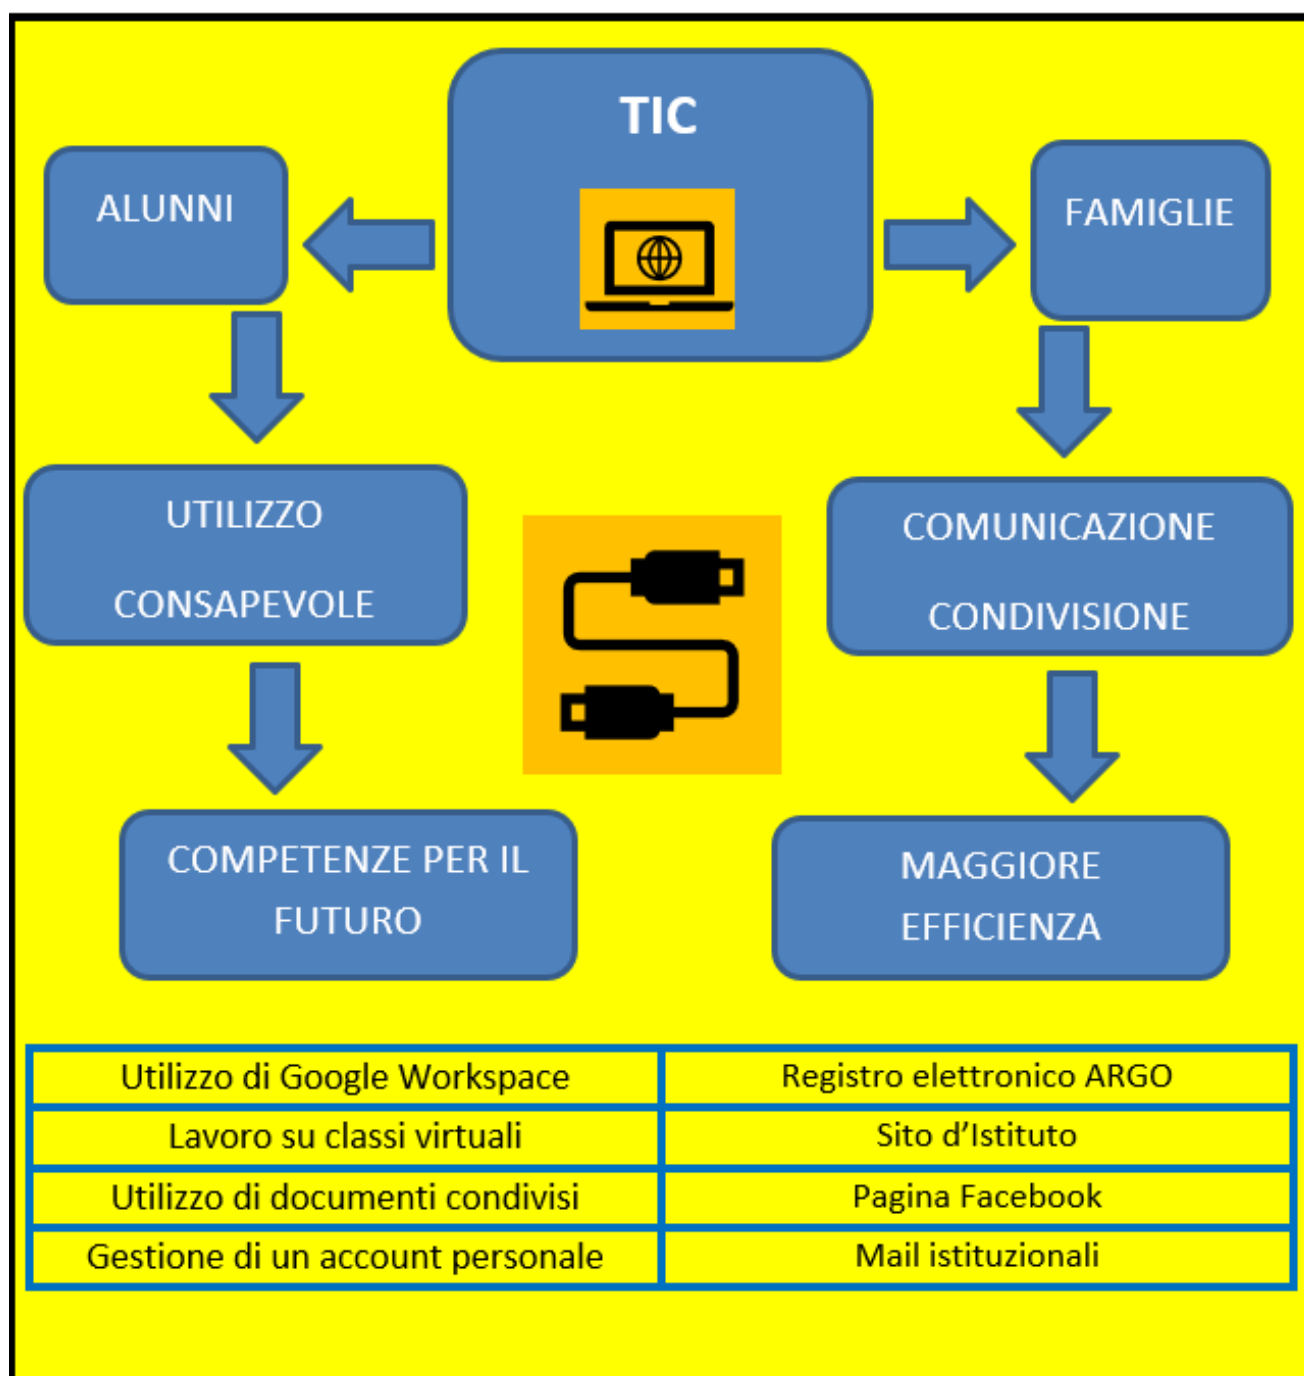 TIC
ALUNNI
FAMIGLIE
UTILIZZO
CONSAPEVOLE
COMUNICAZIONE
CONDIVISIONE
COMPETENZE PER IL
FUTURO
MAGGIORE
EFFICIENZA
Utilizzo di Google Workspace
Registro elettronico ARGO
Lavoro su classi virtuali
Sito d’Istituto
Utilizzo di documenti condivisi
Pagina Facebook
Gestione di un account personale
Mail istituzionali